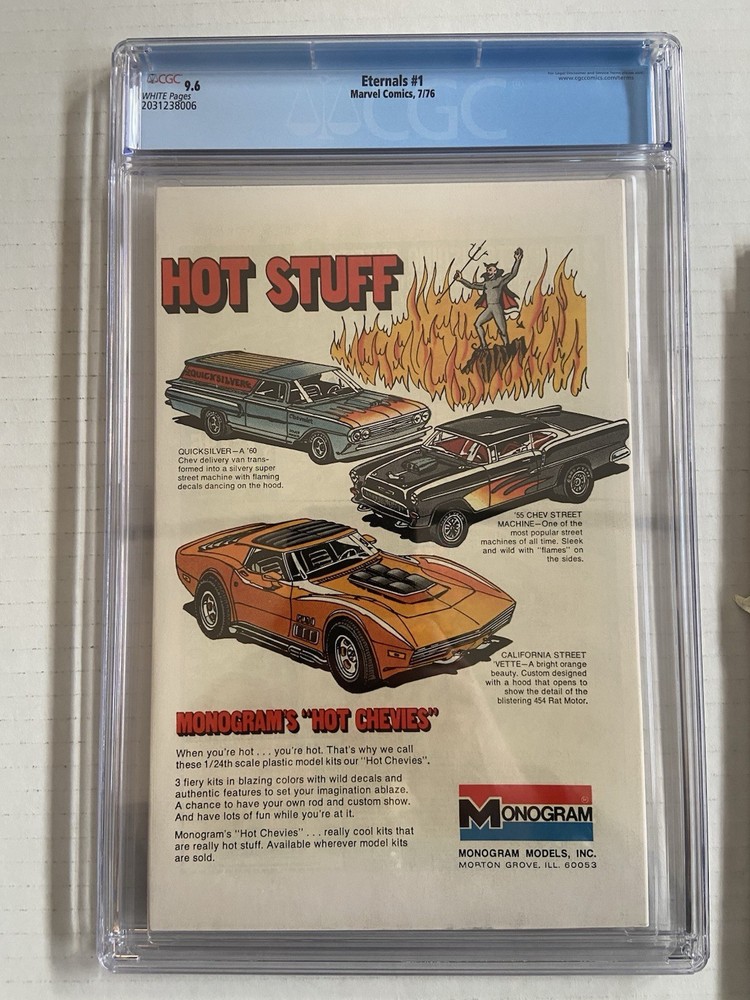 CGC 9.6
WHITE Pages
2031238006
Eternals #1
Marvel Comics, 7/76
www.cgccomics.com/terms
CGC
HOT STUFF
QUICKSILVER
QUICKSILVER—A '60
Chev delivery van trans-
formed into a silvery super
street machine with flaming
decals dancing on the hood.
'55 CHEV STREET
MACHINE—One of the
most popular street
machines of all time. Sleek
and wild with "flames" on
the sides.
CALIFORNIA STREET
'VETTE—A bright orange
beauty. Custom designed
with a hood that opens to
show the detail of the
blistering 454 Rat Motor.
MONOGRAM'S "HOT CHEVIES"
When you're hot . . . you're hot. That's why we call
these 1/24th scale plastic model kits our "Hot Chevies".
3 fiery kits in blazing colors with wild decals and
authentic features to set your imagination ablaze.
A chance to have your own rod and custom show.
And have lots of fun while you're at it.
Monogram's "Hot Chevies" . . . really cool kits that
are really hot stuff. Available wherever model kits
are sold.
MONOGRAM
MONOGRAM MODELS, INC.
MORTON GROVE, ILL. 60053